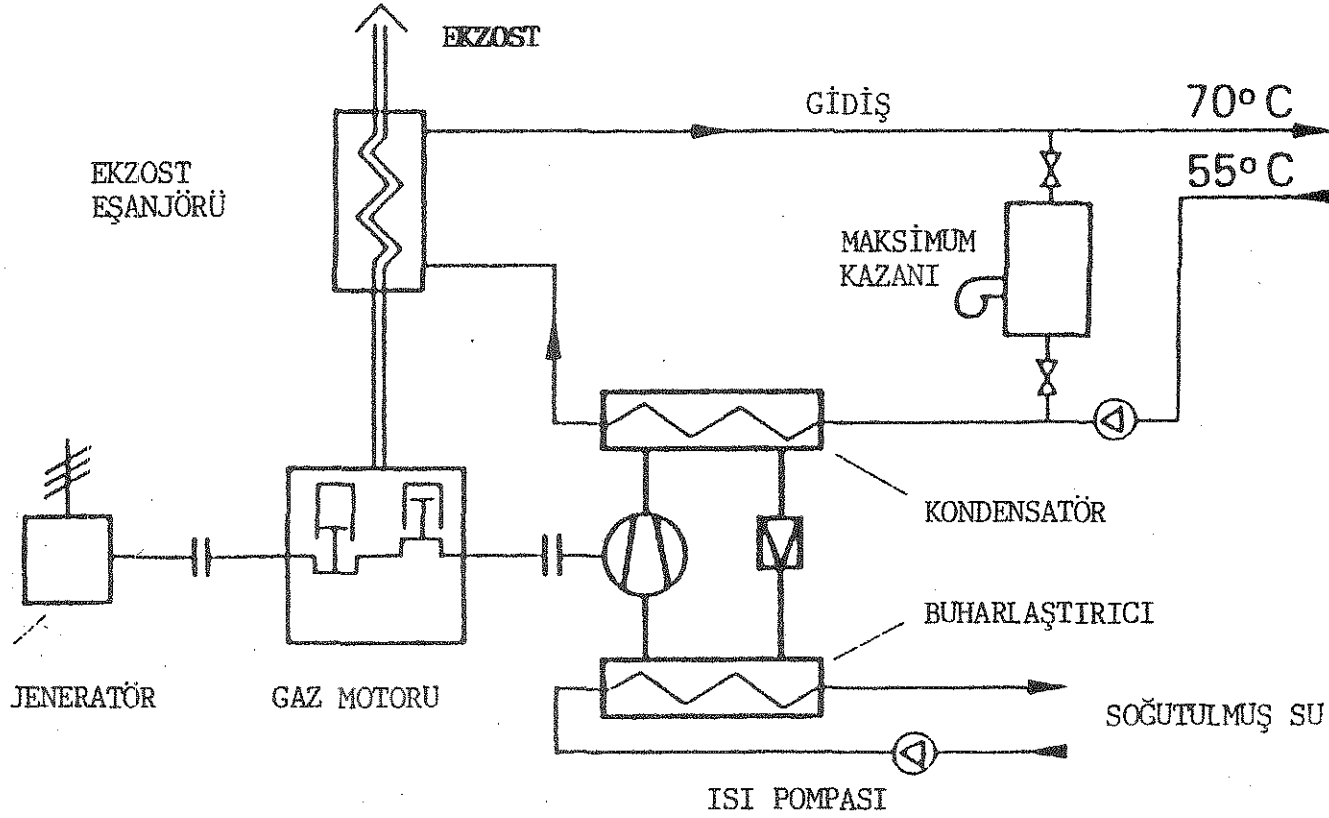 EKZOST
GİDİŞ
70°C
55°C
EKZOST
EŞANJÖRÜ
MAKSİMUM
KAZANI
KONDENSATÖR
BUHARLAŞTIRICI
JENERATÖR
GAZ MOTORU
SOĞUTULMUŞ SU
ISI POMPASI